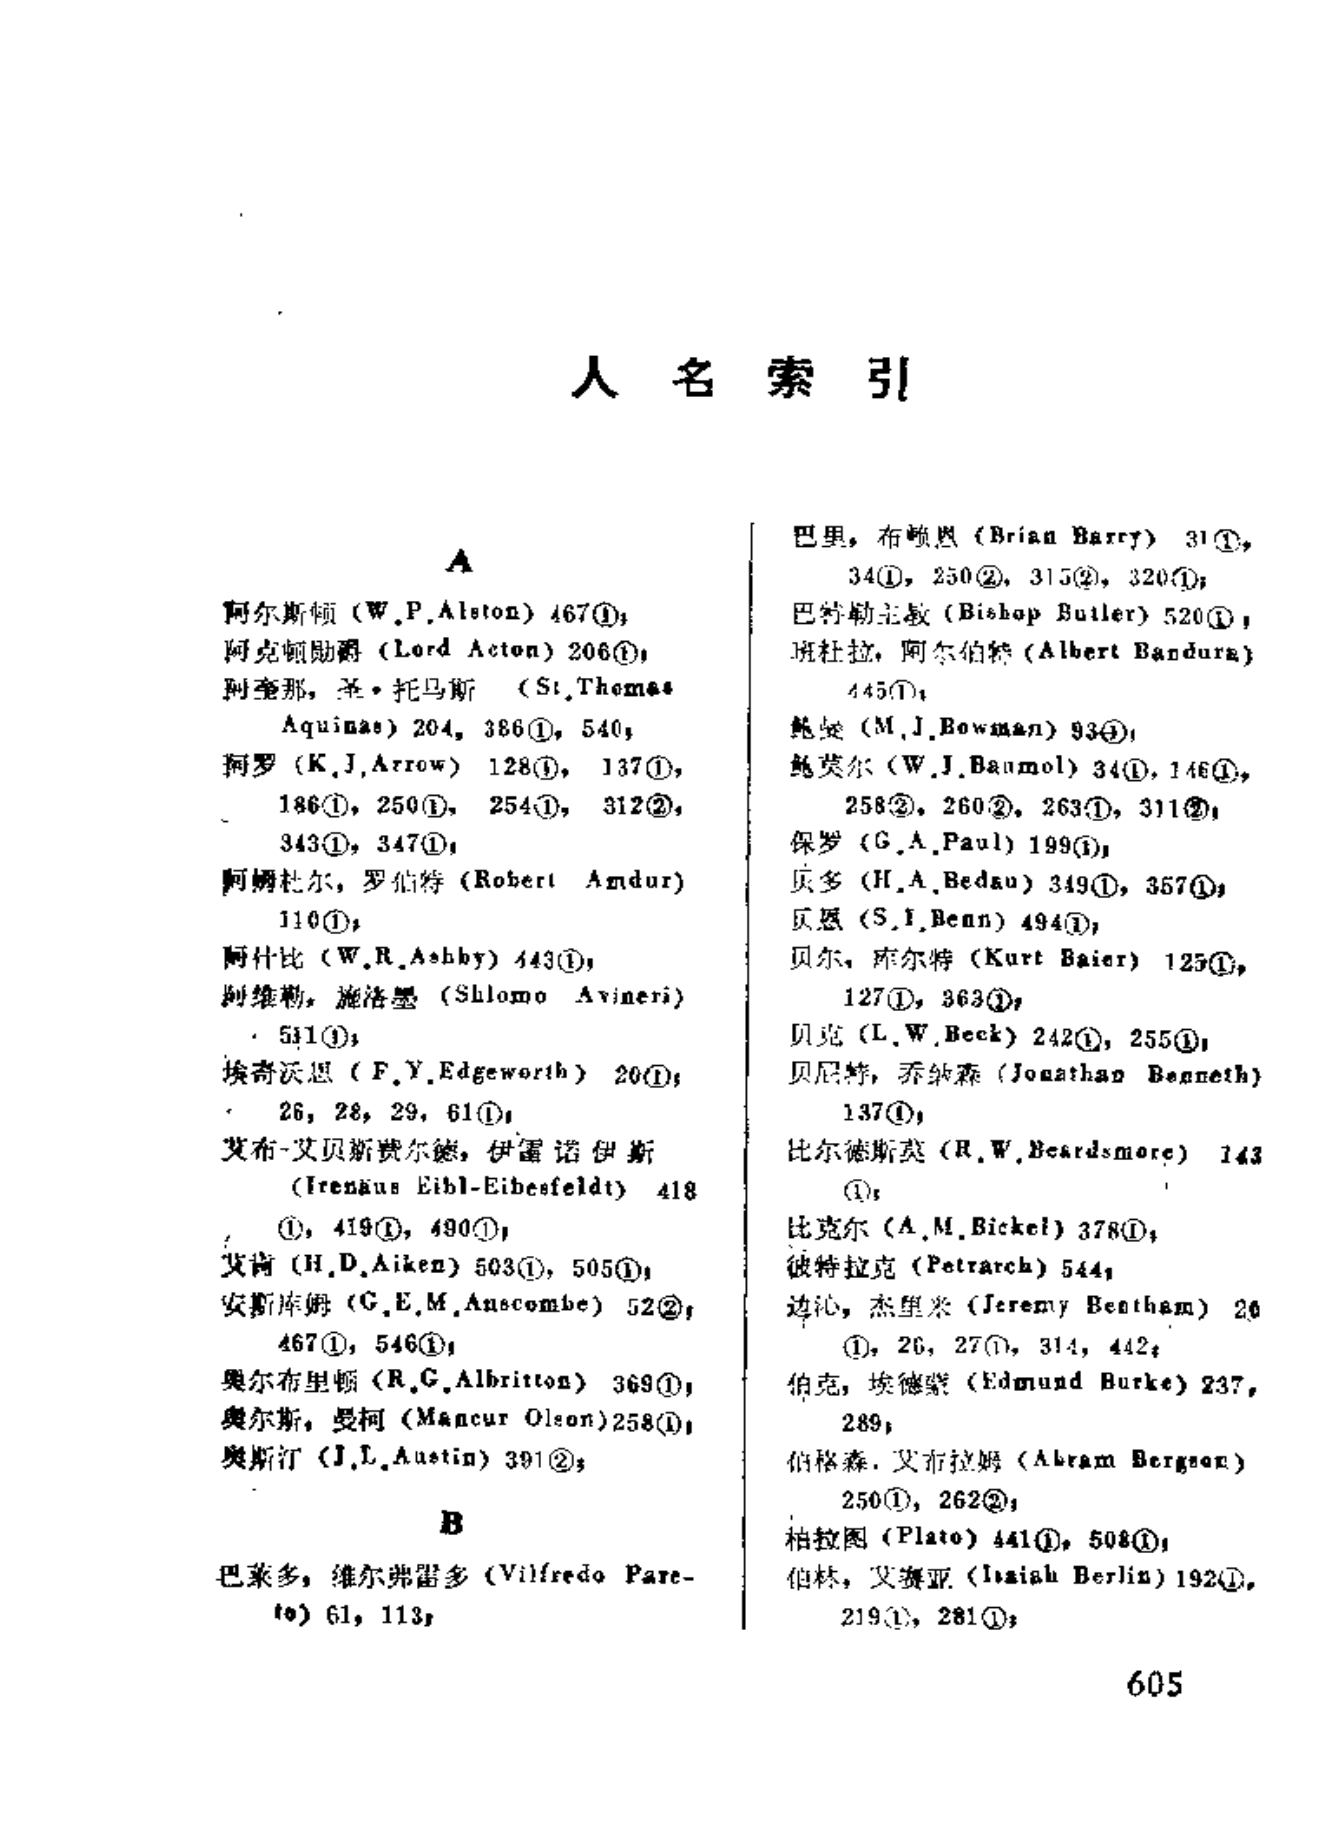 人名索引
A
阿尔斯顿（W.P.Alston）467①；
阿克顿勋爵（Lord Acton）206①；
阿奎那，圣·托马斯（St.Thomas
Aquinas）204，386①，540；
阿罗（K.J.Arrow）128①，137①，
186①，250①，254①，312②，
343①，347①；
阿姆杜尔，罗伯特（Robert Amdur）
110①；
阿什比（W.R.Ashby）443①；
阿维勒，施洛墨（Shlomo Avineri）
511①；
埃奇沃思（F.Y.Edgeworth）20①；
26，28，29，61①；
艾布-艾贝斯费尔德，伊雷诺伊斯
（Irenäus Eibl-Eibesfeldt）418
①，419①，490①；
艾肯（H.D.Aiken）503①，505①；
安斯库姆（G.E.M.Anscombe）52②；
467①，546①；
奥尔布里顿（R.G.Albritton）369①；
奥尔斯，曼柯（Mancur Olson）258①；
奥斯汀（J.L.Austin）391②；
B
巴莱多，维尔弗雷多（Vilfredo Pare-
to）61，113；
巴里，布赖恩（Brian Barry）31①，
34①，250②，315②，320①；
巴特勒主教（Bishop Butler）520①；
班杜拉，阿尔伯特（Albert Bandura）
445①；
鲍曼（M.J.Bowman）93①；
鲍莫尔（W.J.Baumol）34①，146①，
258②，260②，263①，311②；
保罗（G.A.Paul）199①；
贝多（H.A.Bedau）349①，357①；
贝恩（S.I.Benn）494①；
贝尔，库尔特（Kurt Baier）125①，
127①，363①；
贝克（L.W.Beck）242①，255①；
贝尼特，乔纳森（Jonathan Benneth）
137①；
比尔德斯莫（R.W.Beardsmore）143
①；
比克尔（A.M.Bickel）378①；
彼特拉克（Petrarch）544；
边沁，杰里米（Jeremy Bentham）20
①，26，27①，314，442；
伯克，埃德蒙（Edmund Burke）237，
289；
伯格森，艾布拉姆（Abram Bergson）
250①，262②；
柏拉图（Plato）441①，508①；
伯林，艾赛亚（Isaiah Berlin）192①，
219①，281①；
605